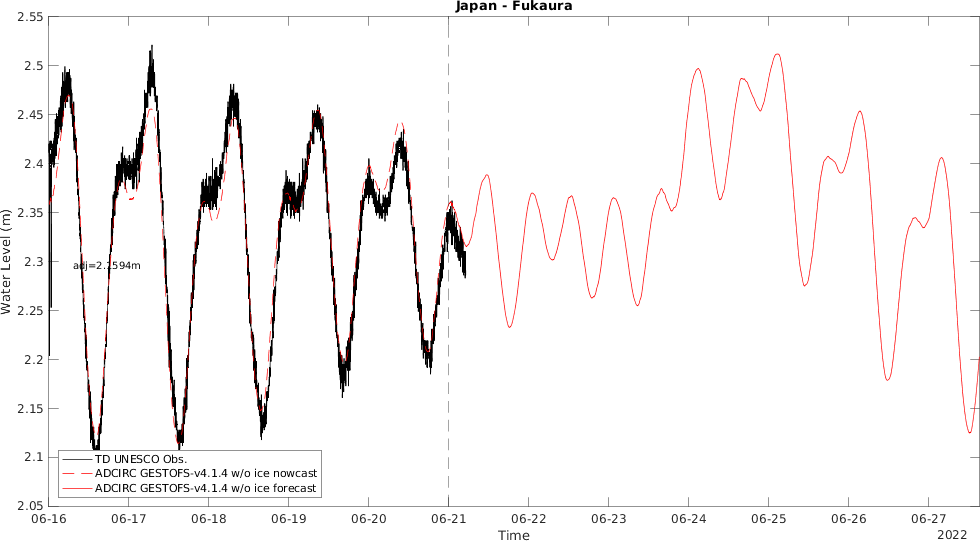 Japan - Fukaura
2.55
2.5
2.45
2.4
2.35
2.3
2.25
2.2
2.15
2.1
2.05
Water Level (m)
adj=2.2594m
TD UNESCO Obs.
ADCIRC GESTOFS-v4.1.4 w/o ice nowcast
ADCIRC GESTOFS-v4.1.4 w/o ice forecast
06-16 06-17 06-18 06-19 06-20 06-21 06-22 06-23 06-24 06-25 06-26 06-27
Time
2022